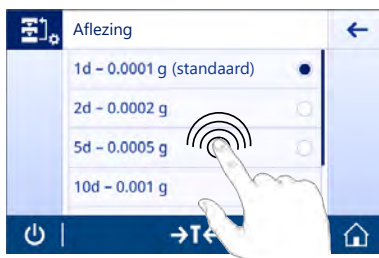 Aflezing
1d – 0.0001 g (standaard)
2d – 0.0002 g
5d – 0.0005 g
10d – 0.001 g
→T←